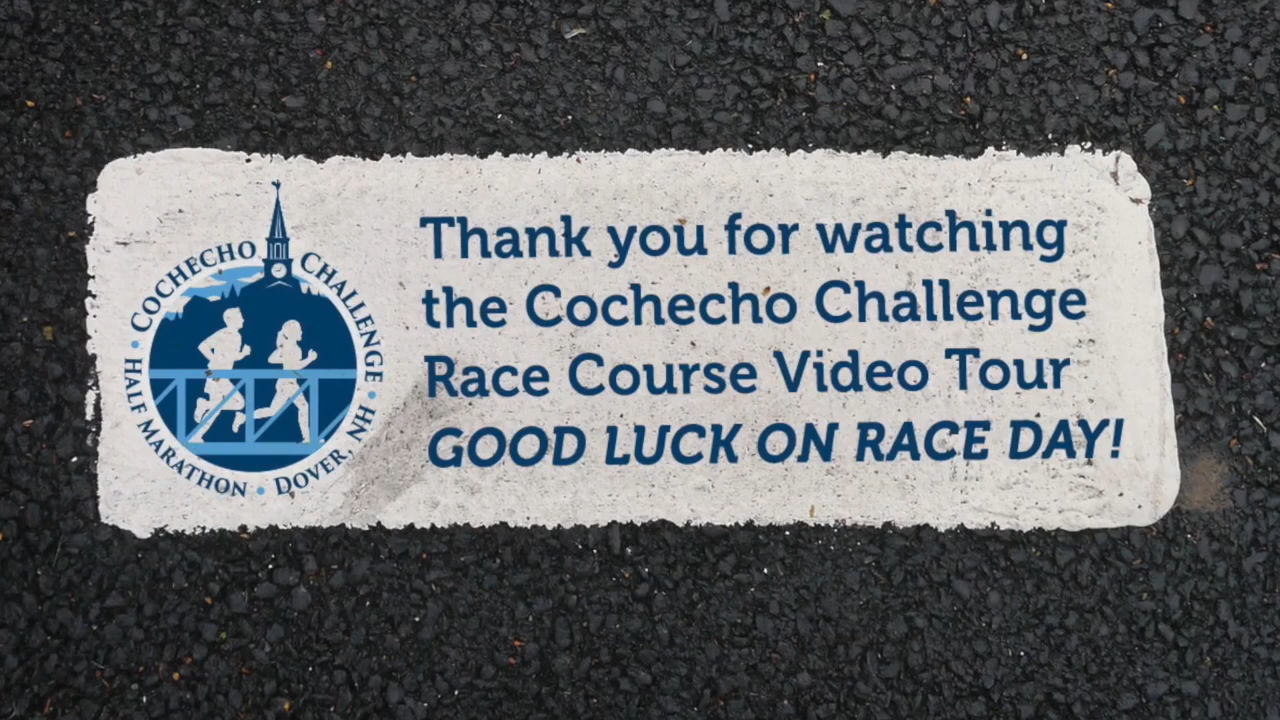 COCHECHO CHALLENGE
HALF MARATHON • DOVER, NH
Thank you for watching
the Cochecho Challenge
Race Course Video Tour
GOOD LUCK ON RACE DAY!